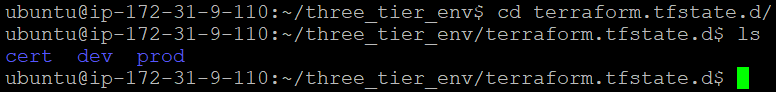 ubuntu@ip-172-31-9-110:~/three_tier_env$ cd terraform.tfstate.d/
ubuntu@ip-172-31-9-110:~/three_tier_env/terraform.tfstate.d$ ls
cert  dev  prod
ubuntu@ip-172-31-9-110:~/three_tier_env/terraform.tfstate.d$